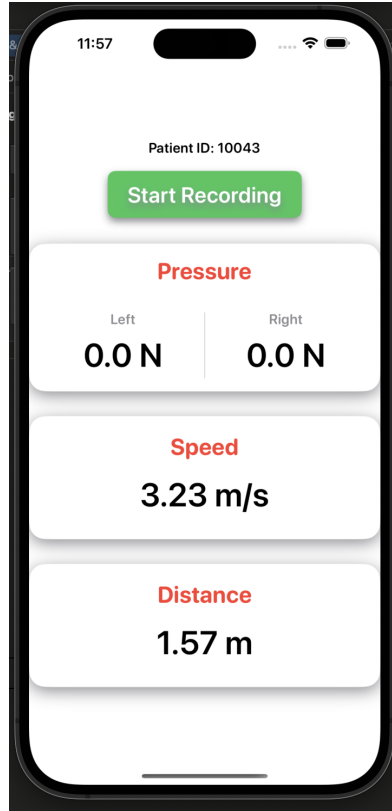 11:57
Patient ID: 10043
Start Recording
Pressure
Left Right
0.0 N 0.0 N
Speed
3.23 m/s
Distance
1.57 m